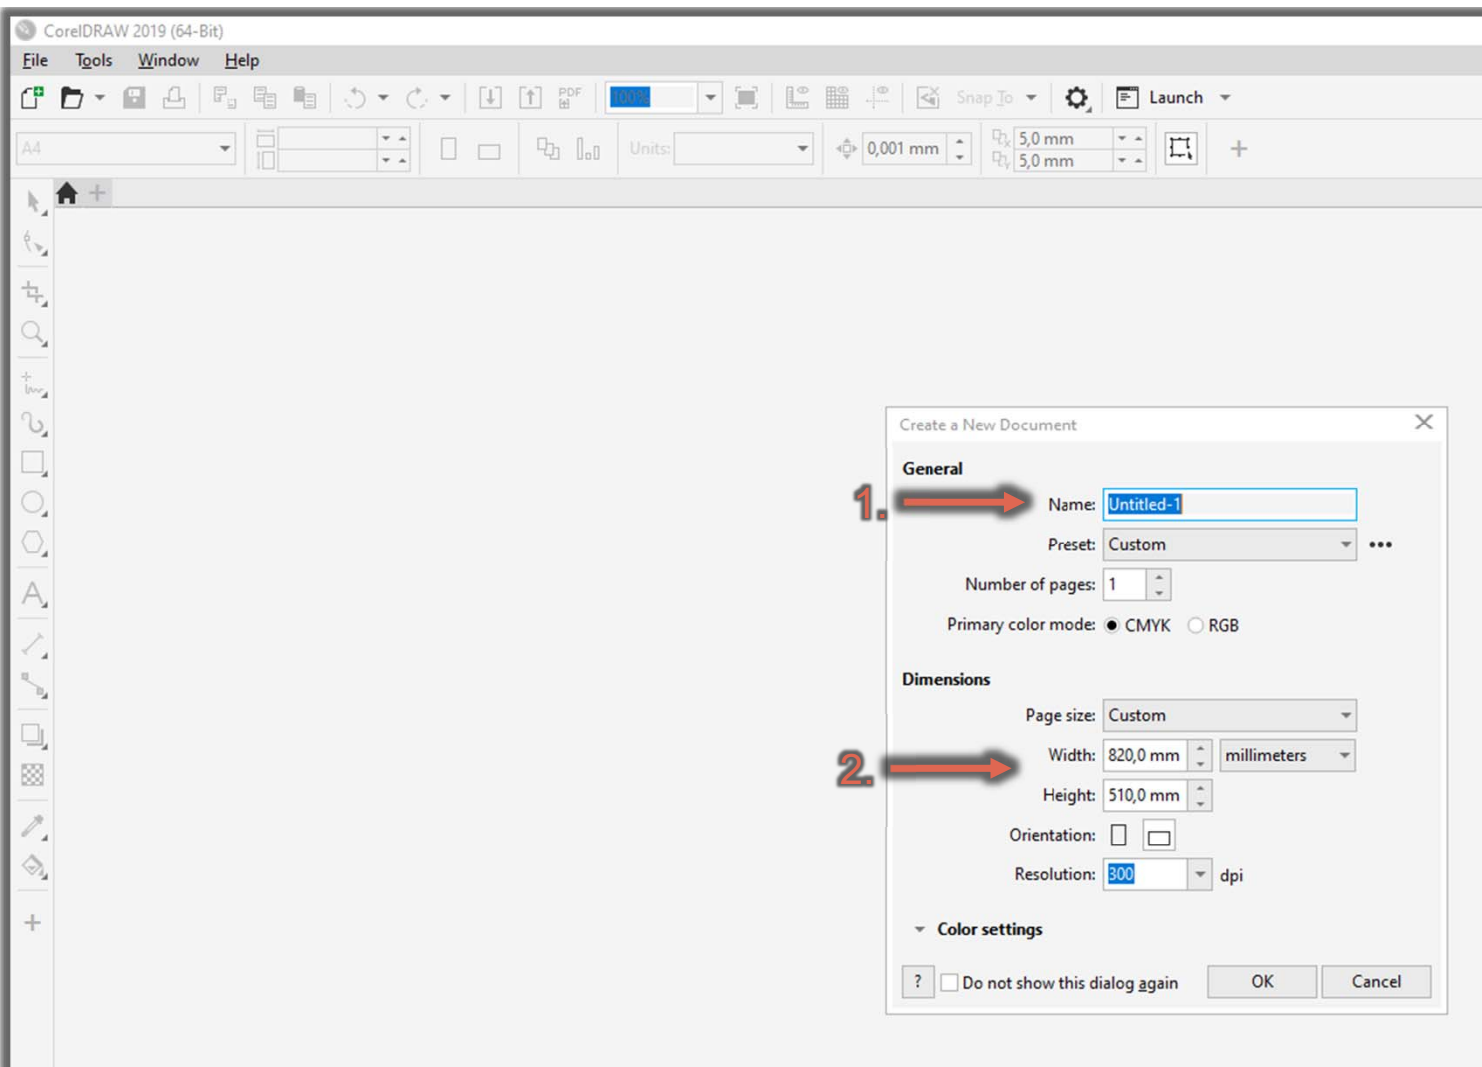 CorelDRAW 2019 (64-Bit)
File Tools Window Help
PDF 100% Snap To Launch
A4 Units: 0,001 mm 5,0 mm
5,0 mm
Create a New Document
General
1. Name: Untitled-1
Preset: Custom
Number of pages: 1
Primary color mode: CMYK RGB
Dimensions
Page size: Custom
2. Width: 820,0 mm millimeters
Height: 510,0 mm
Orientation:
Resolution: 300 dpi
Color settings
? Do not show this dialog again OK Cancel